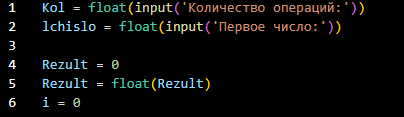 1 Kol = float(input('Количество операций:'))
2 lchislo = float(input('Первое число:'))
3
4 Rezult = 0
5 Rezult = float(Rezult)
6 i = 0